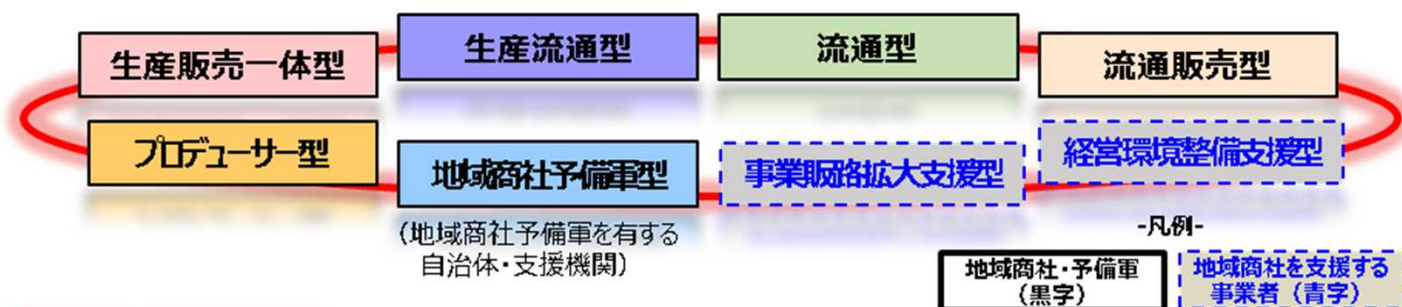 生産販売一体型
生産流通型
流通型
流通販売型
プロデューサー型
地域商社予備軍型
事業販路拡大支援型
経営環境整備支援型
(地域商社予備軍を有する
自治体・支援機関)
-凡例-
地域商社・予備軍
(黒字)
地域商社を支援する
事業者(青字)